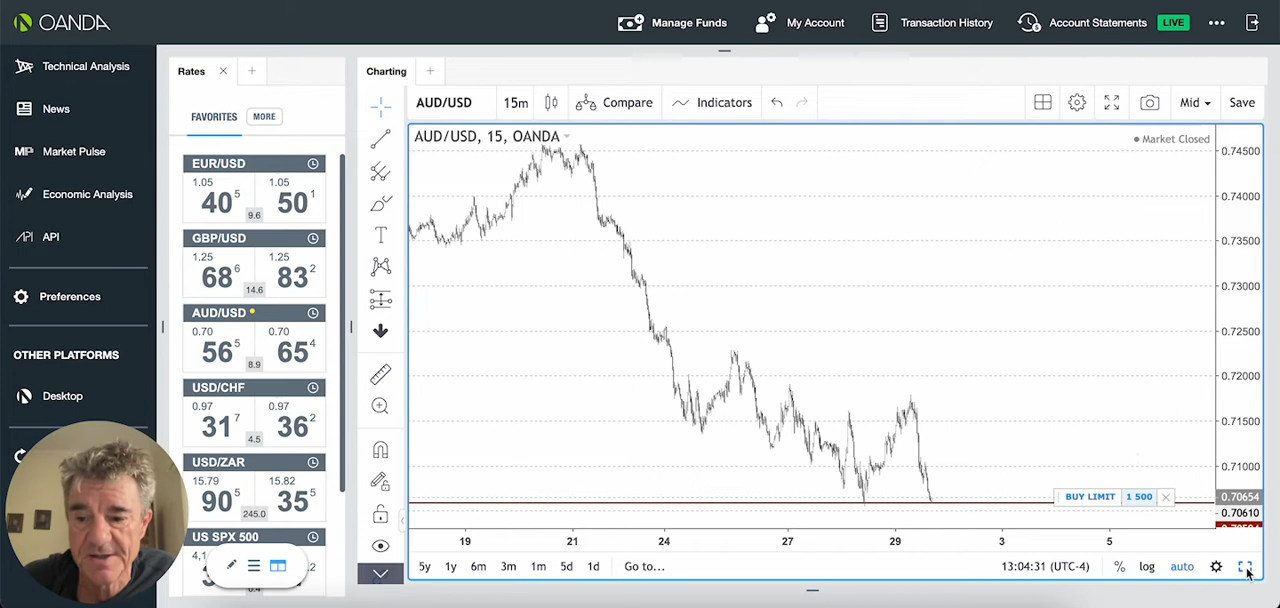 OANDA
Manage Funds
My Account
Transaction History
Account Statements
LIVE
Technical Analysis
News
MP Market Pulse
Economic Analysis
API API
Preferences
OTHER PLATFORMS
Desktop
Rates
FAVORITES MORE
EUR/USD
1.05 1.05
40 5 50 1
9.6
GBP/USD
1.25 1.25
68 6 83 2
14.6
AUD/USD
0.70 0.70
56 5 65 4
8.9
USD/CHF
0.97 0.97
31 7 36 2
4.5
USD/ZAR
15.79 15.82
90 5 35 5
245.0
US SPX 500
Charting
AUD/USD 15m Compare Indicators Mid Save
AUD/USD, 15, OANDA
Market Closed
0.74500
0.74000
0.73500
0.73000
0.72500
0.72000
0.71500
0.71000
BUY LIMIT 1 500
0.70654
0.70610
19 21 24 27 29 3 5
5y 1y 6m 3m 1m 5d 1d Go to... 13:04:31 (UTC-4) % log auto